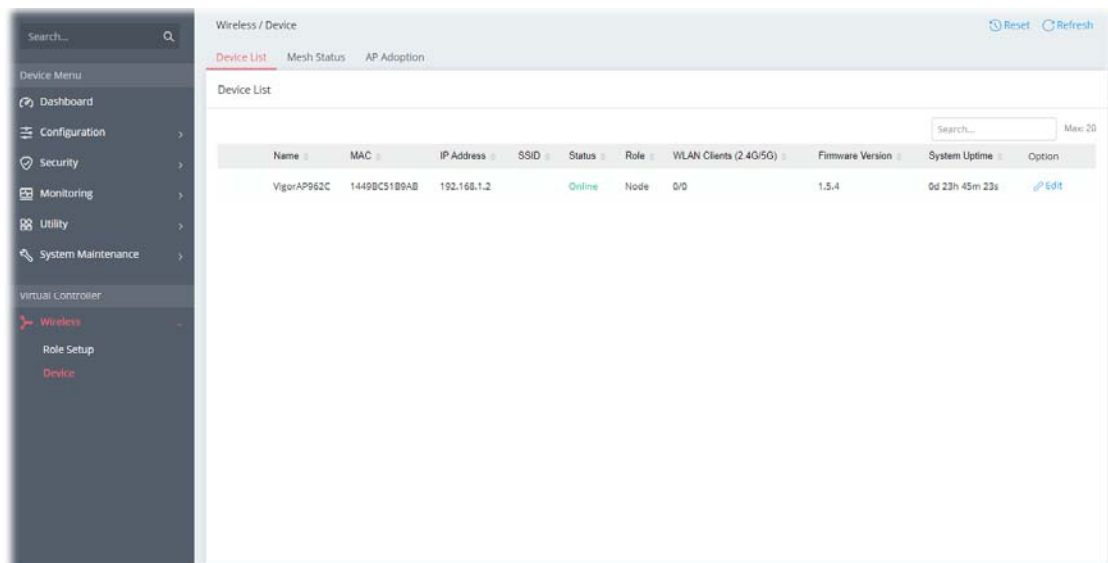 Search...
Device Menu
Dashboard
Configuration
Security
Monitoring
Utility
System Maintenance
Virtual Controller
Wireless
Role Setup
Device
Wireless / Device
Reset Refresh
Device List Mesh Status AP Adoption
Device List
Search... Max: 20
Name MAC IP Address SSID Status Role WLAN Clients (2.4G/5G) Firmware Version System Uptime Option
VigorAP962C 1449BC51B9AB 192.168.1.2 Online Node 0/0 1.5.4 0d 23h 45m 23s Edit